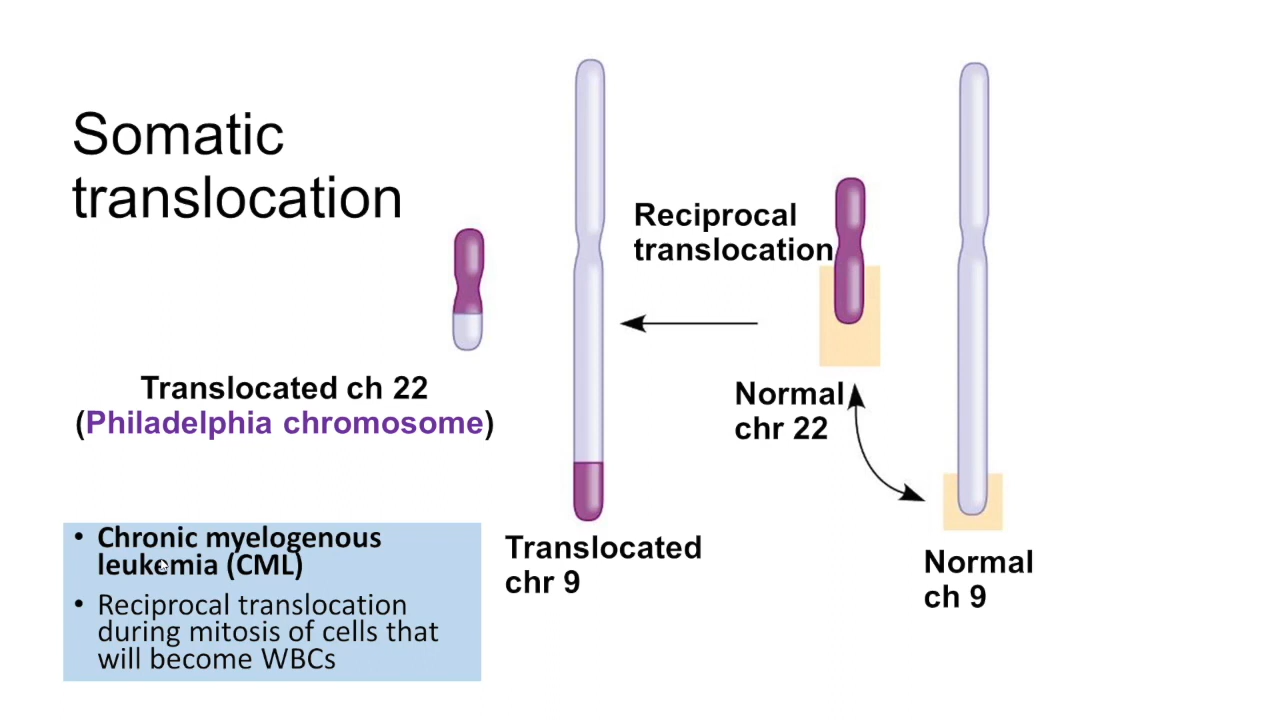 Somatic
translocation
Reciprocal
translocation
Translocated ch 22
(Philadelphia chromosome)
Normal
chr 22
• Chronic myelogenous
leukemia (CML)
• Reciprocal translocation
during mitosis of cells that
will become WBCs
Translocated
chr 9
Normal
ch 9